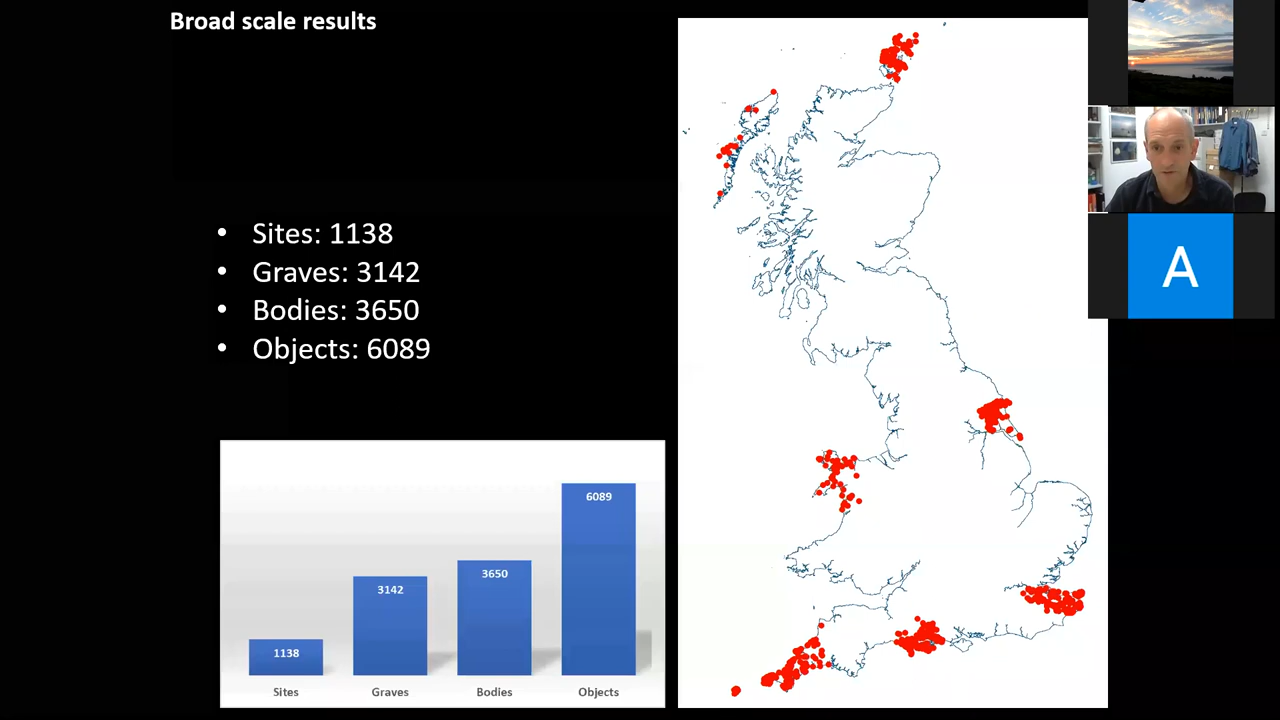 Broad scale results
• Sites: 1138
• Graves: 3142
• Bodies: 3650
• Objects: 6089
6089
3650
3142
1138
Sites Graves Bodies Objects
A